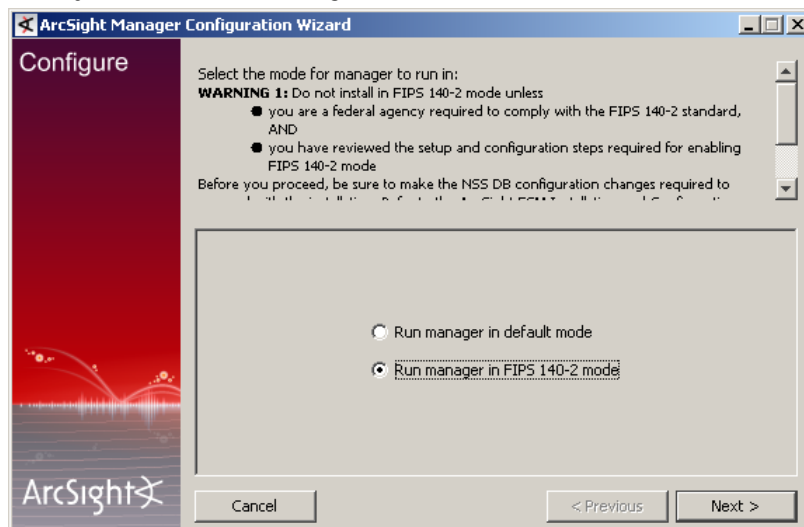 ArcSight Manager Configuration Wizard
Configure
Select the mode for manager to run in:
WARNING 1: Do not install in FIPS 140-2 mode unless
you are a federal agency required to comply with the FIPS 140-2 standard,
AND
you have reviewed the setup and configuration steps required for enabling
FIPS 140-2 mode
Before you proceed, be sure to make the NSS DB configuration changes required to
Run manager in default mode
Run manager in FIPS 140-2 mode
ArcSight
Cancel
< Previous
Next >